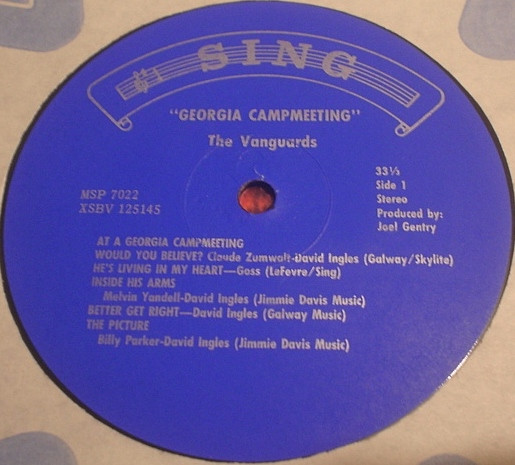 SING
"GEORGIA CAMPMEETING"
The Vanguards
33⅓
Side 1
Stereo
Produced by:
Joel Gentry
MSP 7022
XSBV 125145
AT A GEORGIA CAMPMEETING
WOULD YOU BELIEVE? Claude Zumwalt-David Ingles (Galway/Skylite)
HE'S LIVING IN MY HEART—Goss (LeFevre/Sing)
INSIDE HIS ARMS
Melvin Yandell-David Ingles (Jimmie Davis Music)
BETTER GET RIGHT—David Ingles (Galway Music)
THE PICTURE
Billy Parker-David Ingles (Jimmie Davis Music)